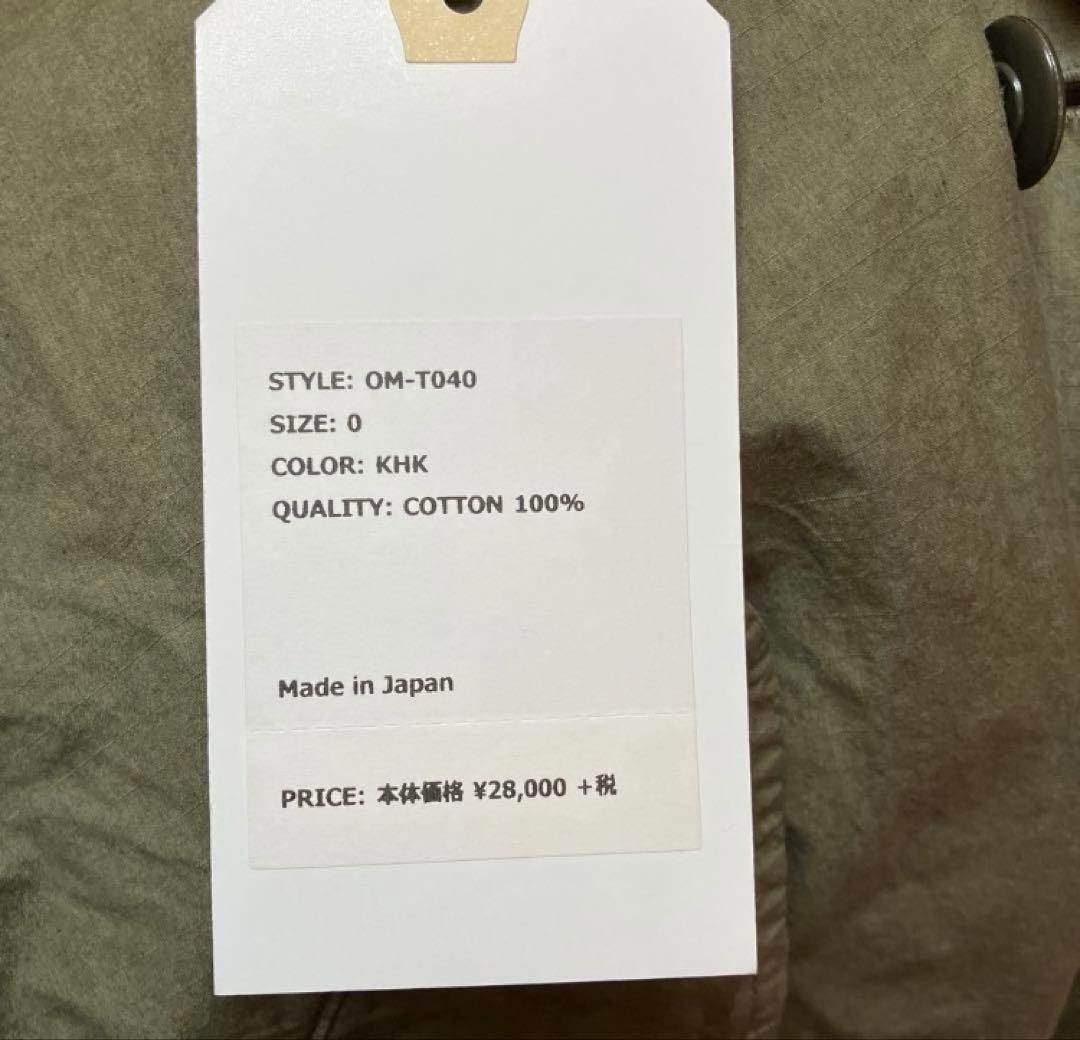 STYLE: OM-T040
SIZE: 0
COLOR: KHK
QUALITY: COTTON 100%
Made in Japan
PRICE: 本体価格 ¥28,000 +税